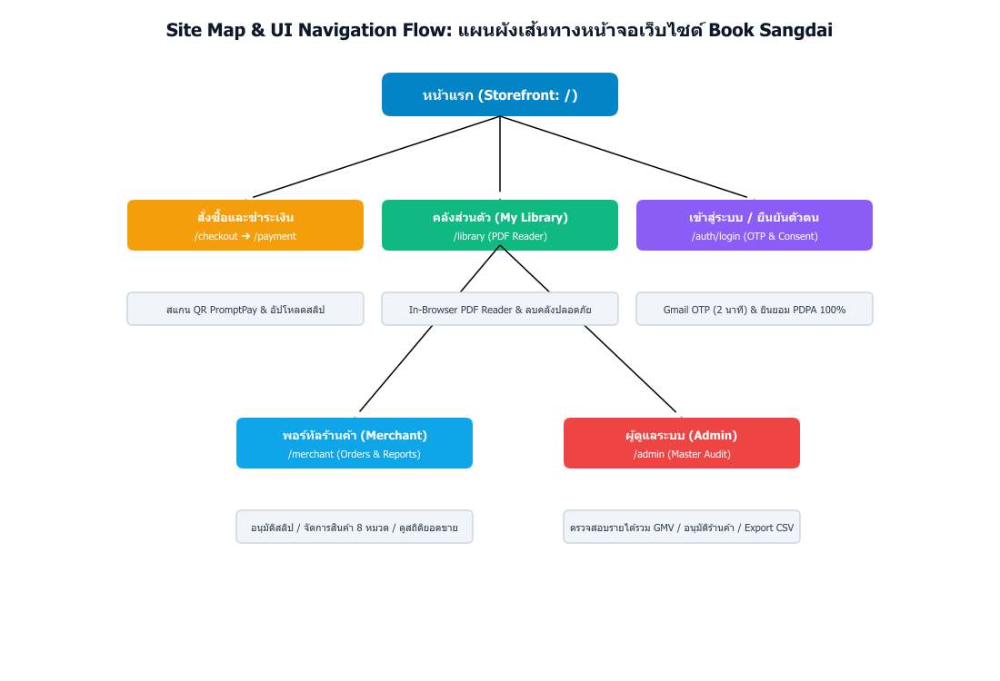 Site Map & UI Navigation Flow: แผนผังเส้นทางหน้าจอเว็บไซต์ Book Sangdai
หน้าแรก (Storefront: /)
สั่งซื้อและชำระเงิน
/checkout ➔ /payment
คลังส่วนตัว (My Library)
/library (PDF Reader)
เข้าสู่ระบบ / ยืนยันตัวตน
/auth/login (OTP & Consent)
สแกน QR PromptPay & อัปโหลดสลิป
In-Browser PDF Reader & ลบคลังปลอดภัย
Gmail OTP (2 นาที) & ยินยอม PDPA 100%
พอร์ทัลร้านค้า (Merchant)
/merchant (Orders & Reports)
ผู้ดูแลระบบ (Admin)
/admin (Master Audit)
อนุมัติสลิป / จัดการสินค้า 8 หมวด / ดูสถิติยอดขาย
ตรวจสอบรายได้รวม GMV / อนุมัติร้านค้า / Export CSV